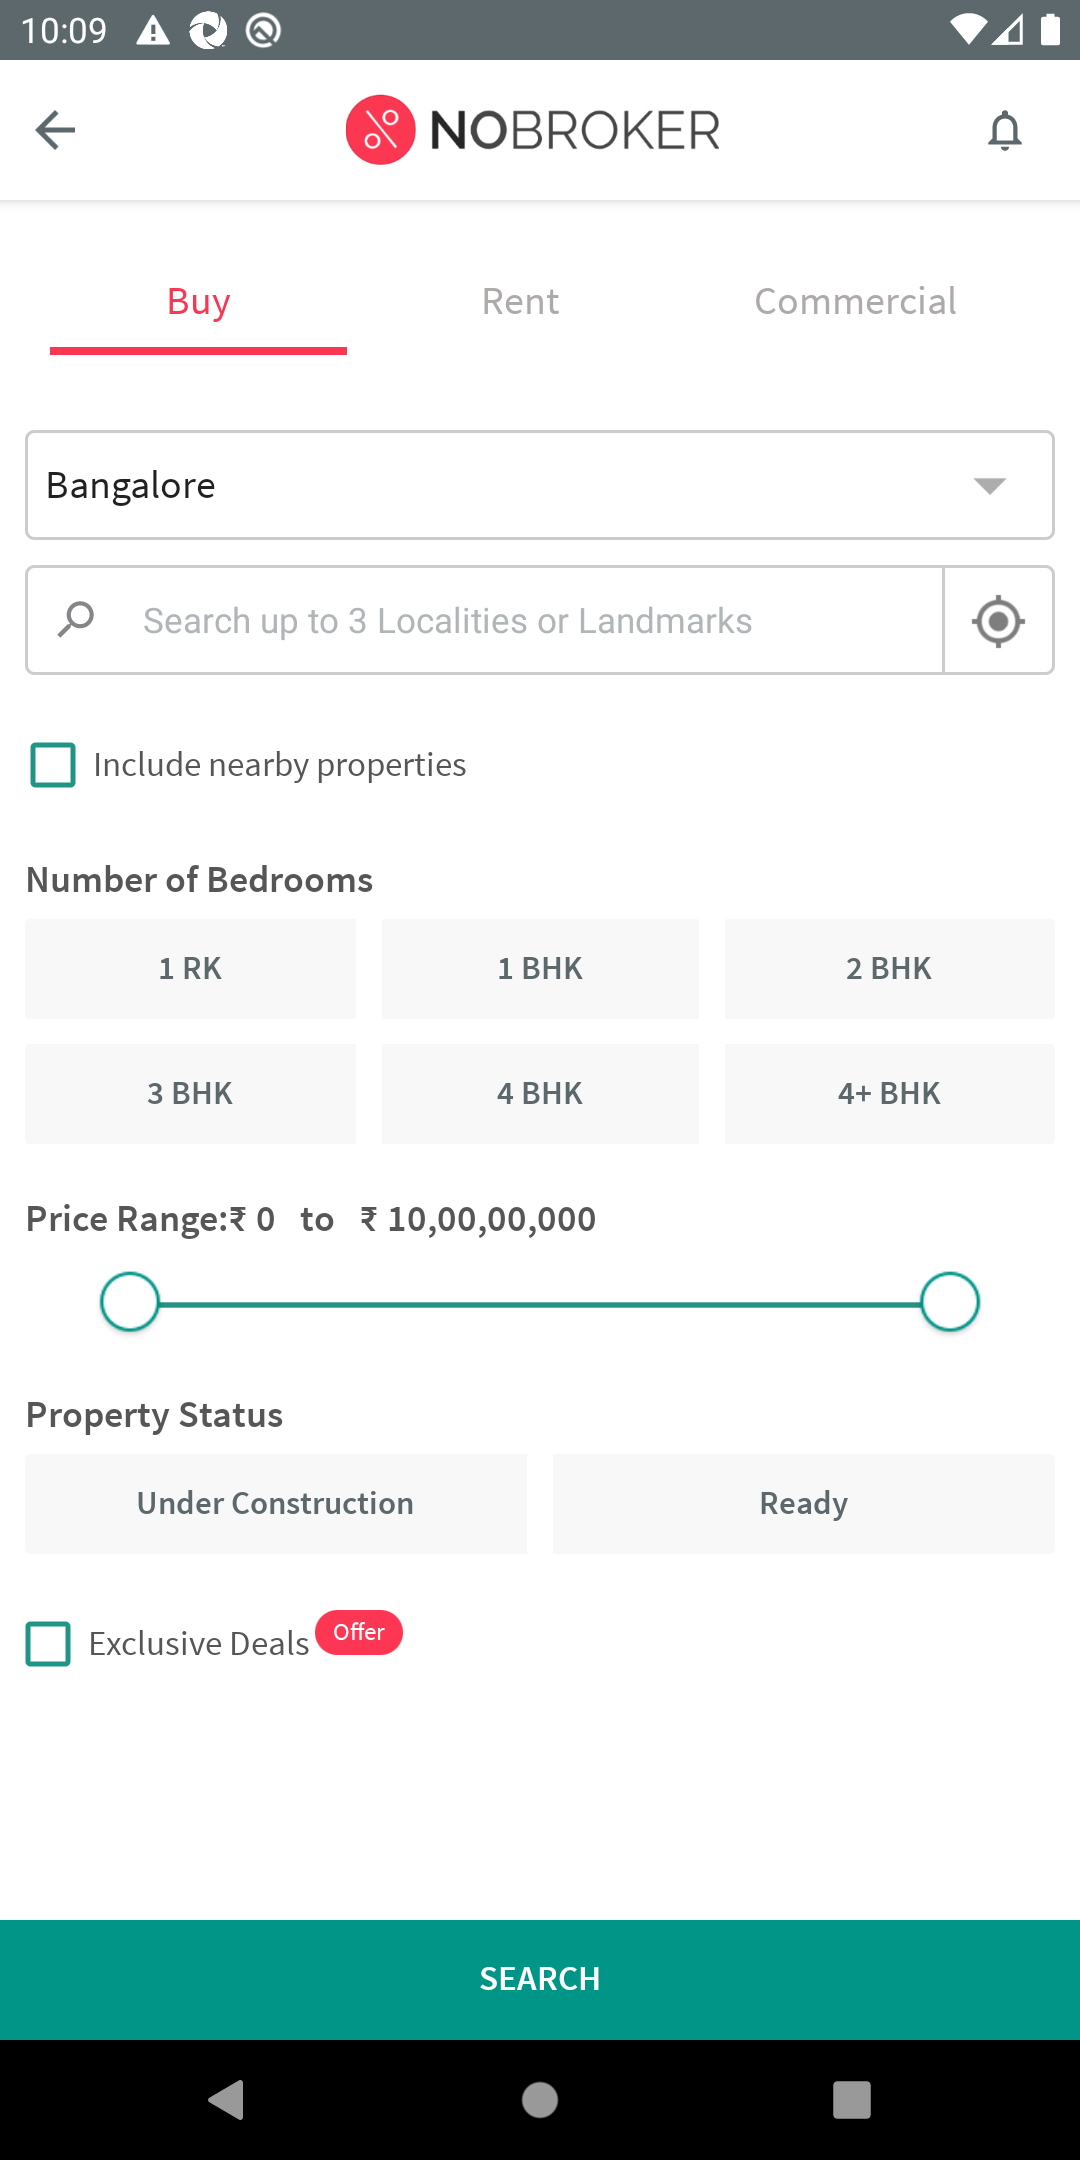 10:09
NOBROKER
Buy Rent Commercial
Bangalore
Search up to 3 Localities or Landmarks
Include nearby properties
Number of Bedrooms
1 RK 1 BHK 2 BHK
3 BHK 4 BHK 4+ BHK
Price Range:₹ 0 to ₹ 10,00,00,000
Property Status
Under Construction Ready
Exclusive Deals Offer
SEARCH